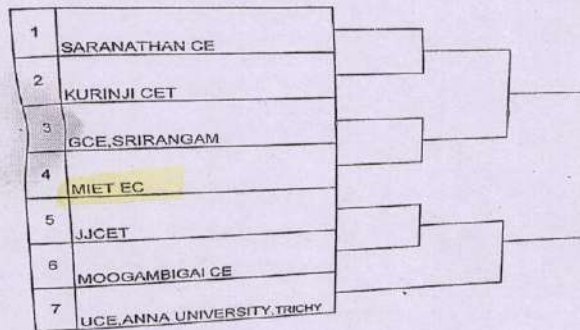 1 SARANATHAN CE
2 KURINJI CET
3 GCE,SRIRANGAM
4 MIET EC
5 JJCET
6 MOOGAMBIGAI CE
7 UCE,ANNA UNIVERSITY,TRICHY